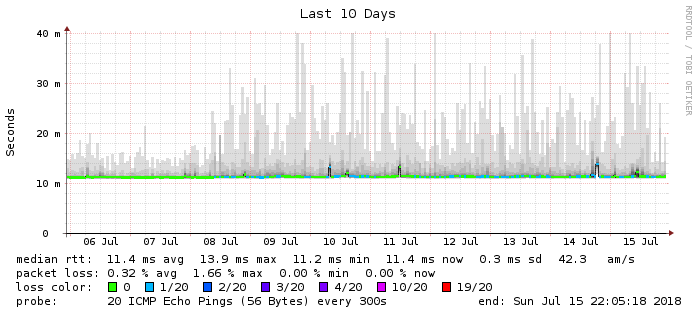 Last 10 Days
RRDTOOL / TOBI OETIKER
Seconds
40 m
30 m
20 m
10 m
0
06 Jul 07 Jul 08 Jul 09 Jul 10 Jul 11 Jul 12 Jul 13 Jul 14 Jul 15 Jul
median rtt: 11.4 ms avg 13.9 ms max 11.2 ms min 11.4 ms now 0.3 ms sd 42.3 am/s
packet loss: 0.32 % avg 1.66 % max 0.00 % min 0.00 % now
loss color: 0 1/20 2/20 3/20 4/20 10/20 19/20
probe: 20 ICMP Echo Pings (56 Bytes) every 300s end: Sun Jul 15 22:05:18 2018